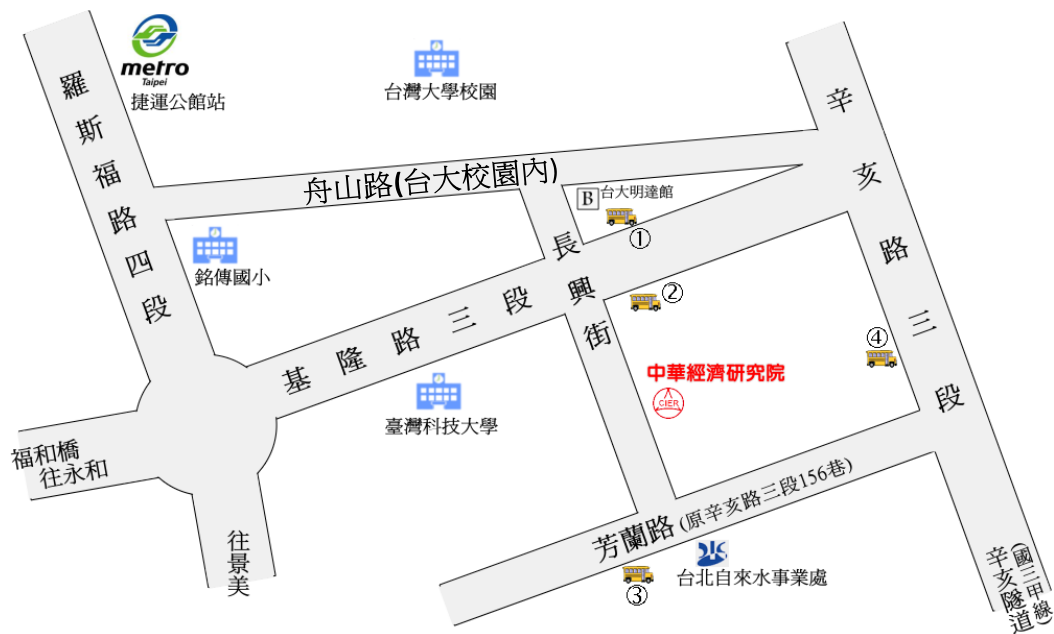 metro
Taipei
捷運公館站
台灣大學校園
羅斯福路四段
舟山路(台大校園內)
B
台大明達館
①
辛亥路三段
銘傳國小
長興街
②
基隆路三段
④
中華經濟研究院
CIER
臺灣科技大學
福和橋
往永和
芳蘭路(原辛亥路三段156巷)
往景美
台北自來水事業處
③
辛亥隧道
(國三甲線)